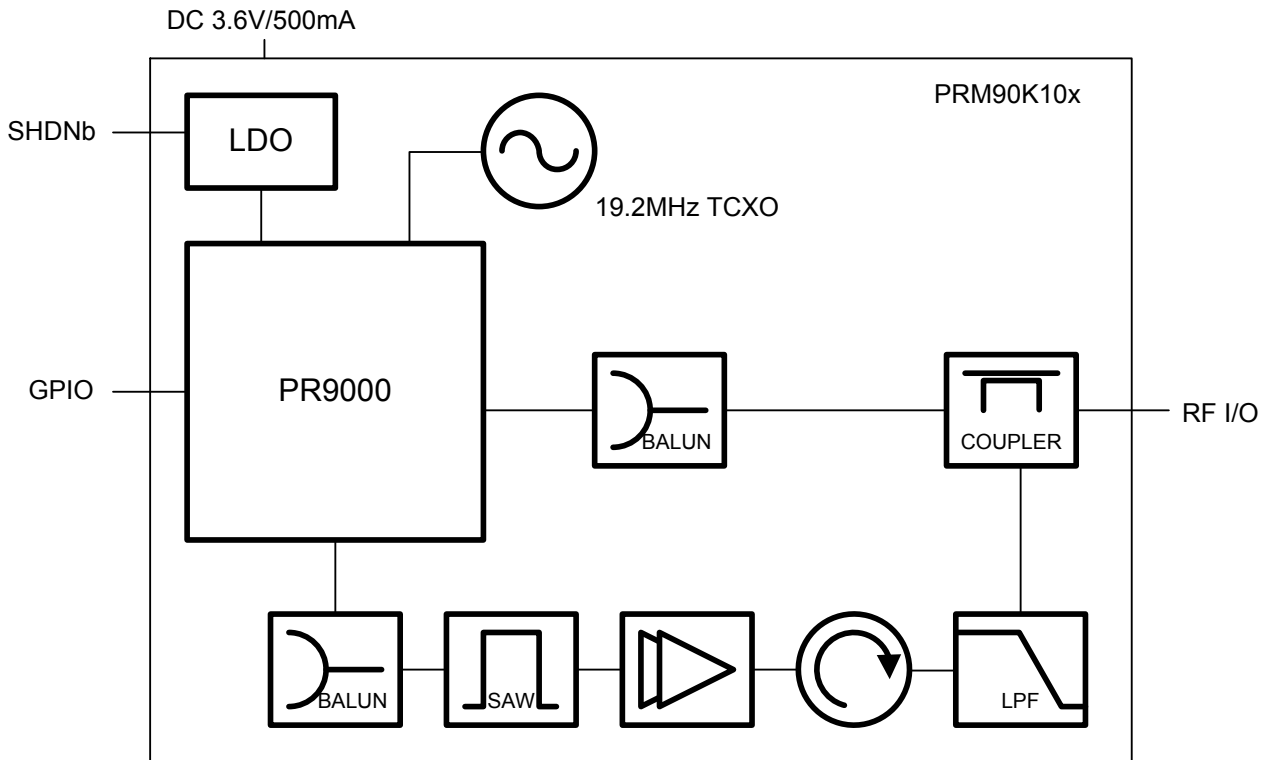 DC 3.6V/500mA
PRM90K10x
SHDNb
LDO
19.2MHz TCXO
GPIO
PR9000
BALUN
COUPLER
RF I/O
BALUN
SAW
LPF